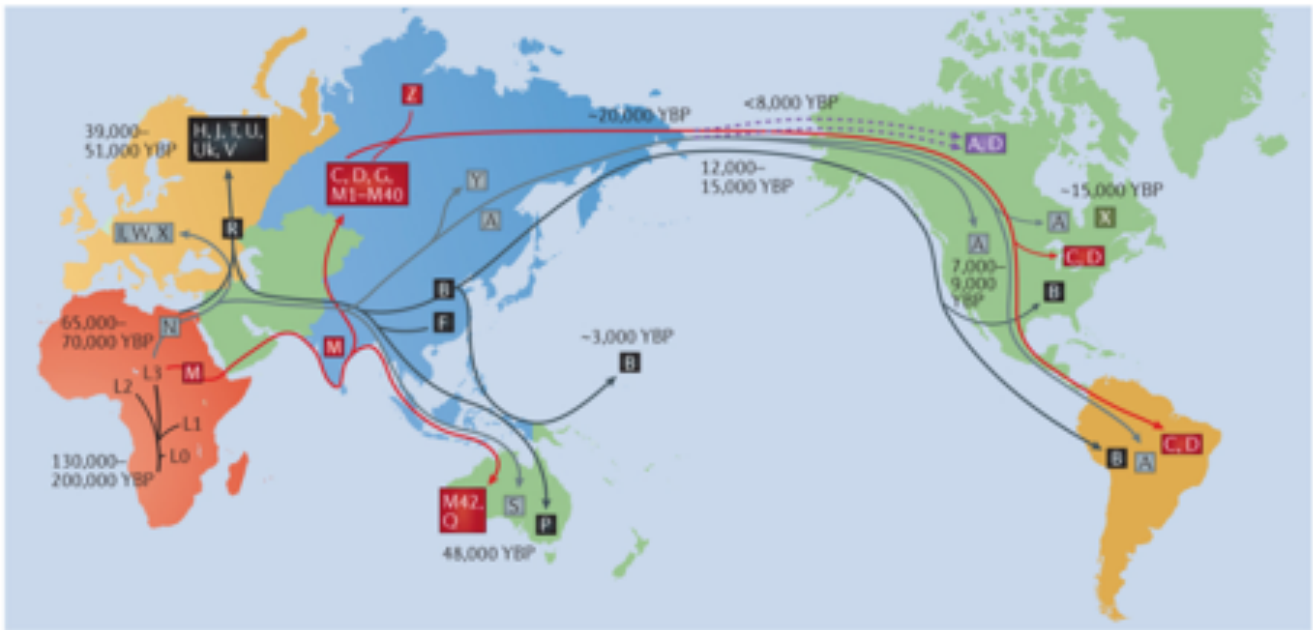 Z
39,000–
51,000 YBP
H, J, T, U,
Uk, V
C, D, G,
M1–M40
Y
A
I, W, X
R
65,000–
70,000 YBP
N
L3
M
L2
L1
L0
130,000–
200,000 YBP
M
B
F
~3,000 YBP
B
M42,
Q
S
P
48,000 YBP
~20,000 YBP
<8,000 YBP
A, D
12,000–
15,000 YBP
~15,000 YBP
A
X
A
C, D
7,000–
9,000
YBP
B
C, D
B
A